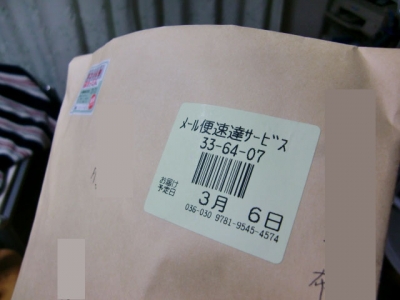 ﾒｰﾙ便速達ｻｰﾋﾞｽ
33-64-07
お届け
予定日
3月 6日
036-030 9781-9545-4574